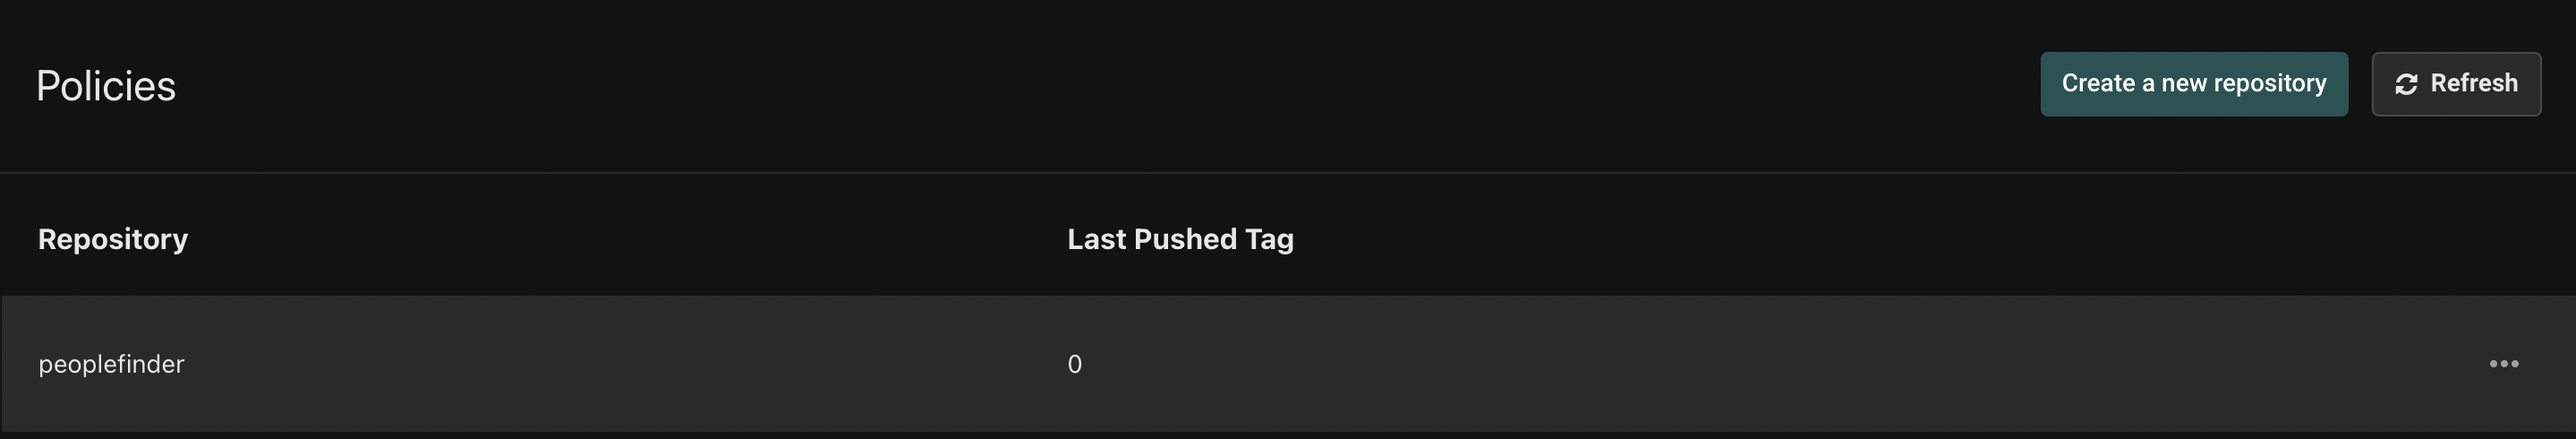 Policies
Create a new repository
Refresh
Repository
Last Pushed Tag
peoplefinder
0